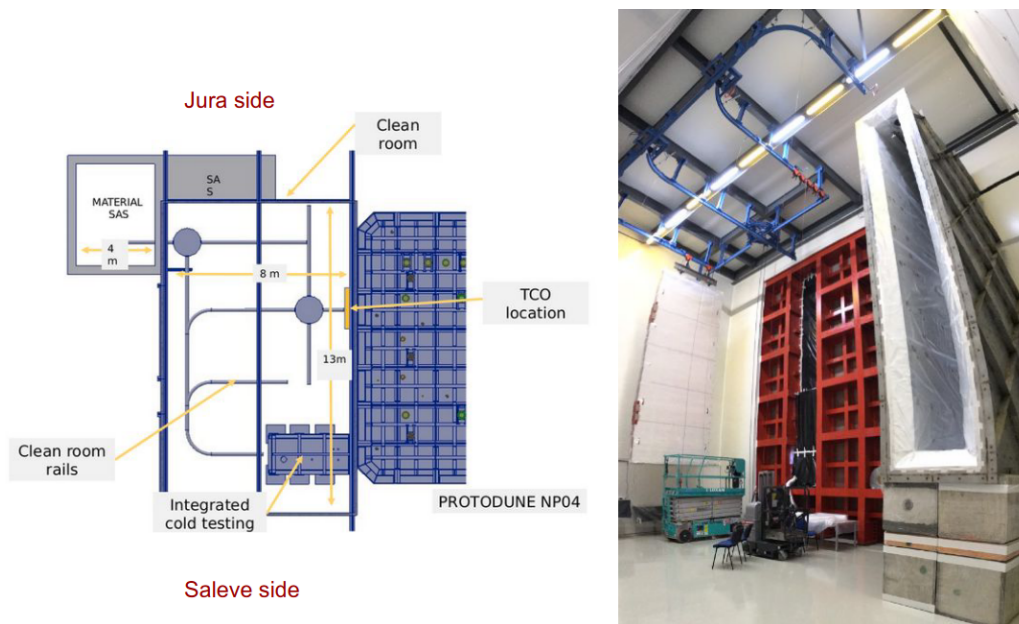 Jura side
Clean
room
SA
S
MATERIAL
SAS
4
m
8 m
TCO
location
13m
Clean room
rails
Integrated
cold testing
PROTODUNE NP04
Saleve side